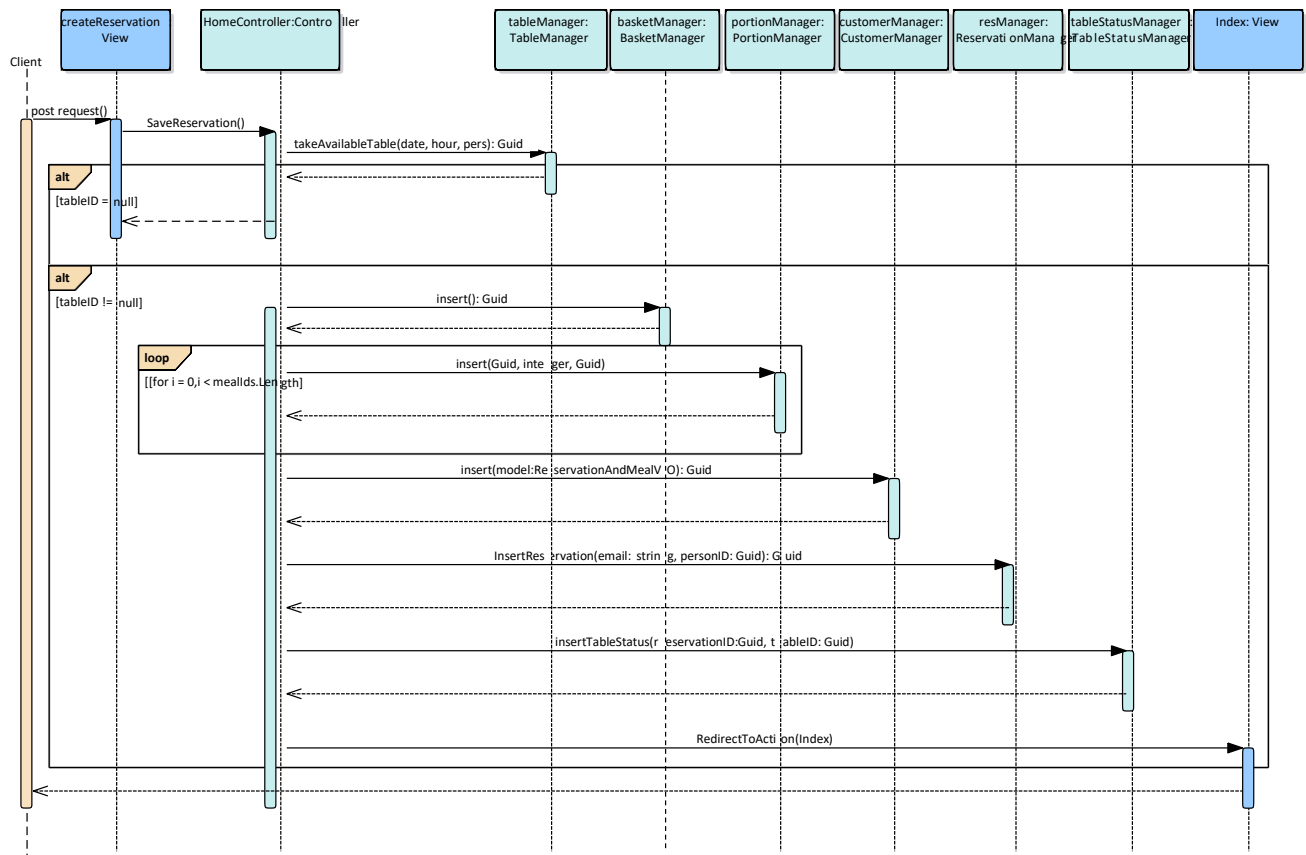 createReservation
View
HomeController:Controller
tableManager:
TableManager
basketManager:
BasketManager
portionManager:
PortionManager
customerManager:
CustomerManager
resManager:
ReservationManager
tableStatusManager:
TableStatusManager
Index: View
Client
post request()
SaveReservation()
takeAvailableTable(date, hour, pers): Guid
alt
[tableID = null]
alt
[tableID != null]
insert(): Guid
loop
insert(Guid, integer, Guid)
[[for i = 0,i < mealIds.Length]
insert(model:ReservationAndMealVO): Guid
InsertReservation(email: string, personID: Guid): Guid
insertTableStatus(reservationID:Guid, tableID: Guid)
RedirectToAction(Index)